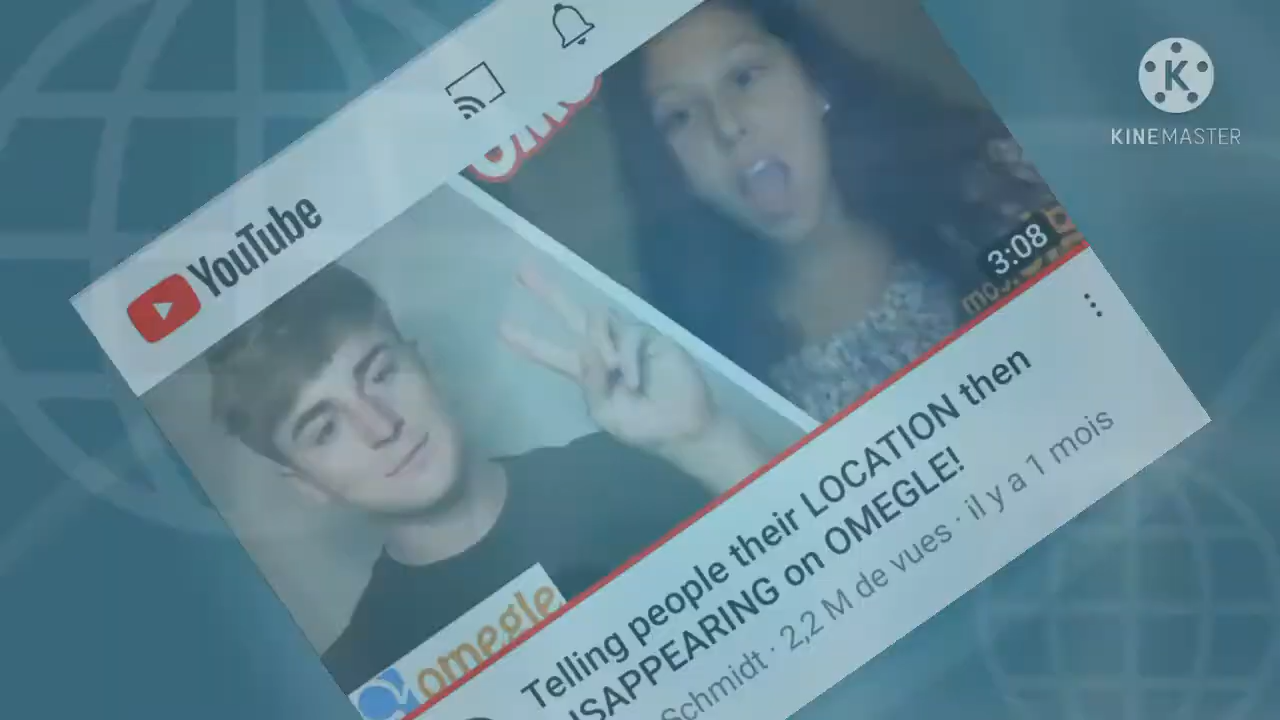 KINEMASTER
YouTube
3:08
omegle
Telling people their LOCATION then
ISAPPEARING on OMEGLE!
Schmidt · 2,2 M de vues · il y a 1 mois